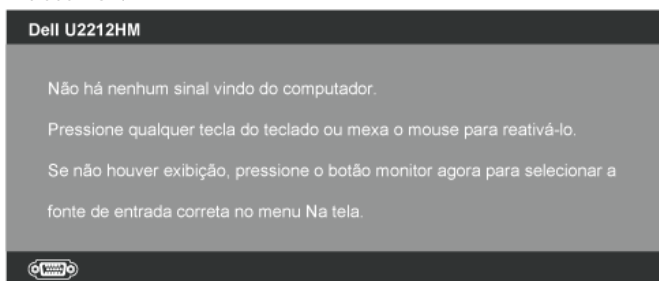 Dell U2212HM
Não há nenhum sinal vindo do computador.
Pressione qualquer tecla do teclado ou mexa o mouse para reativá-lo.
Se não houver exibição, pressione o botão monitor agora para selecionar a
fonte de entrada correta no menu Na tela.